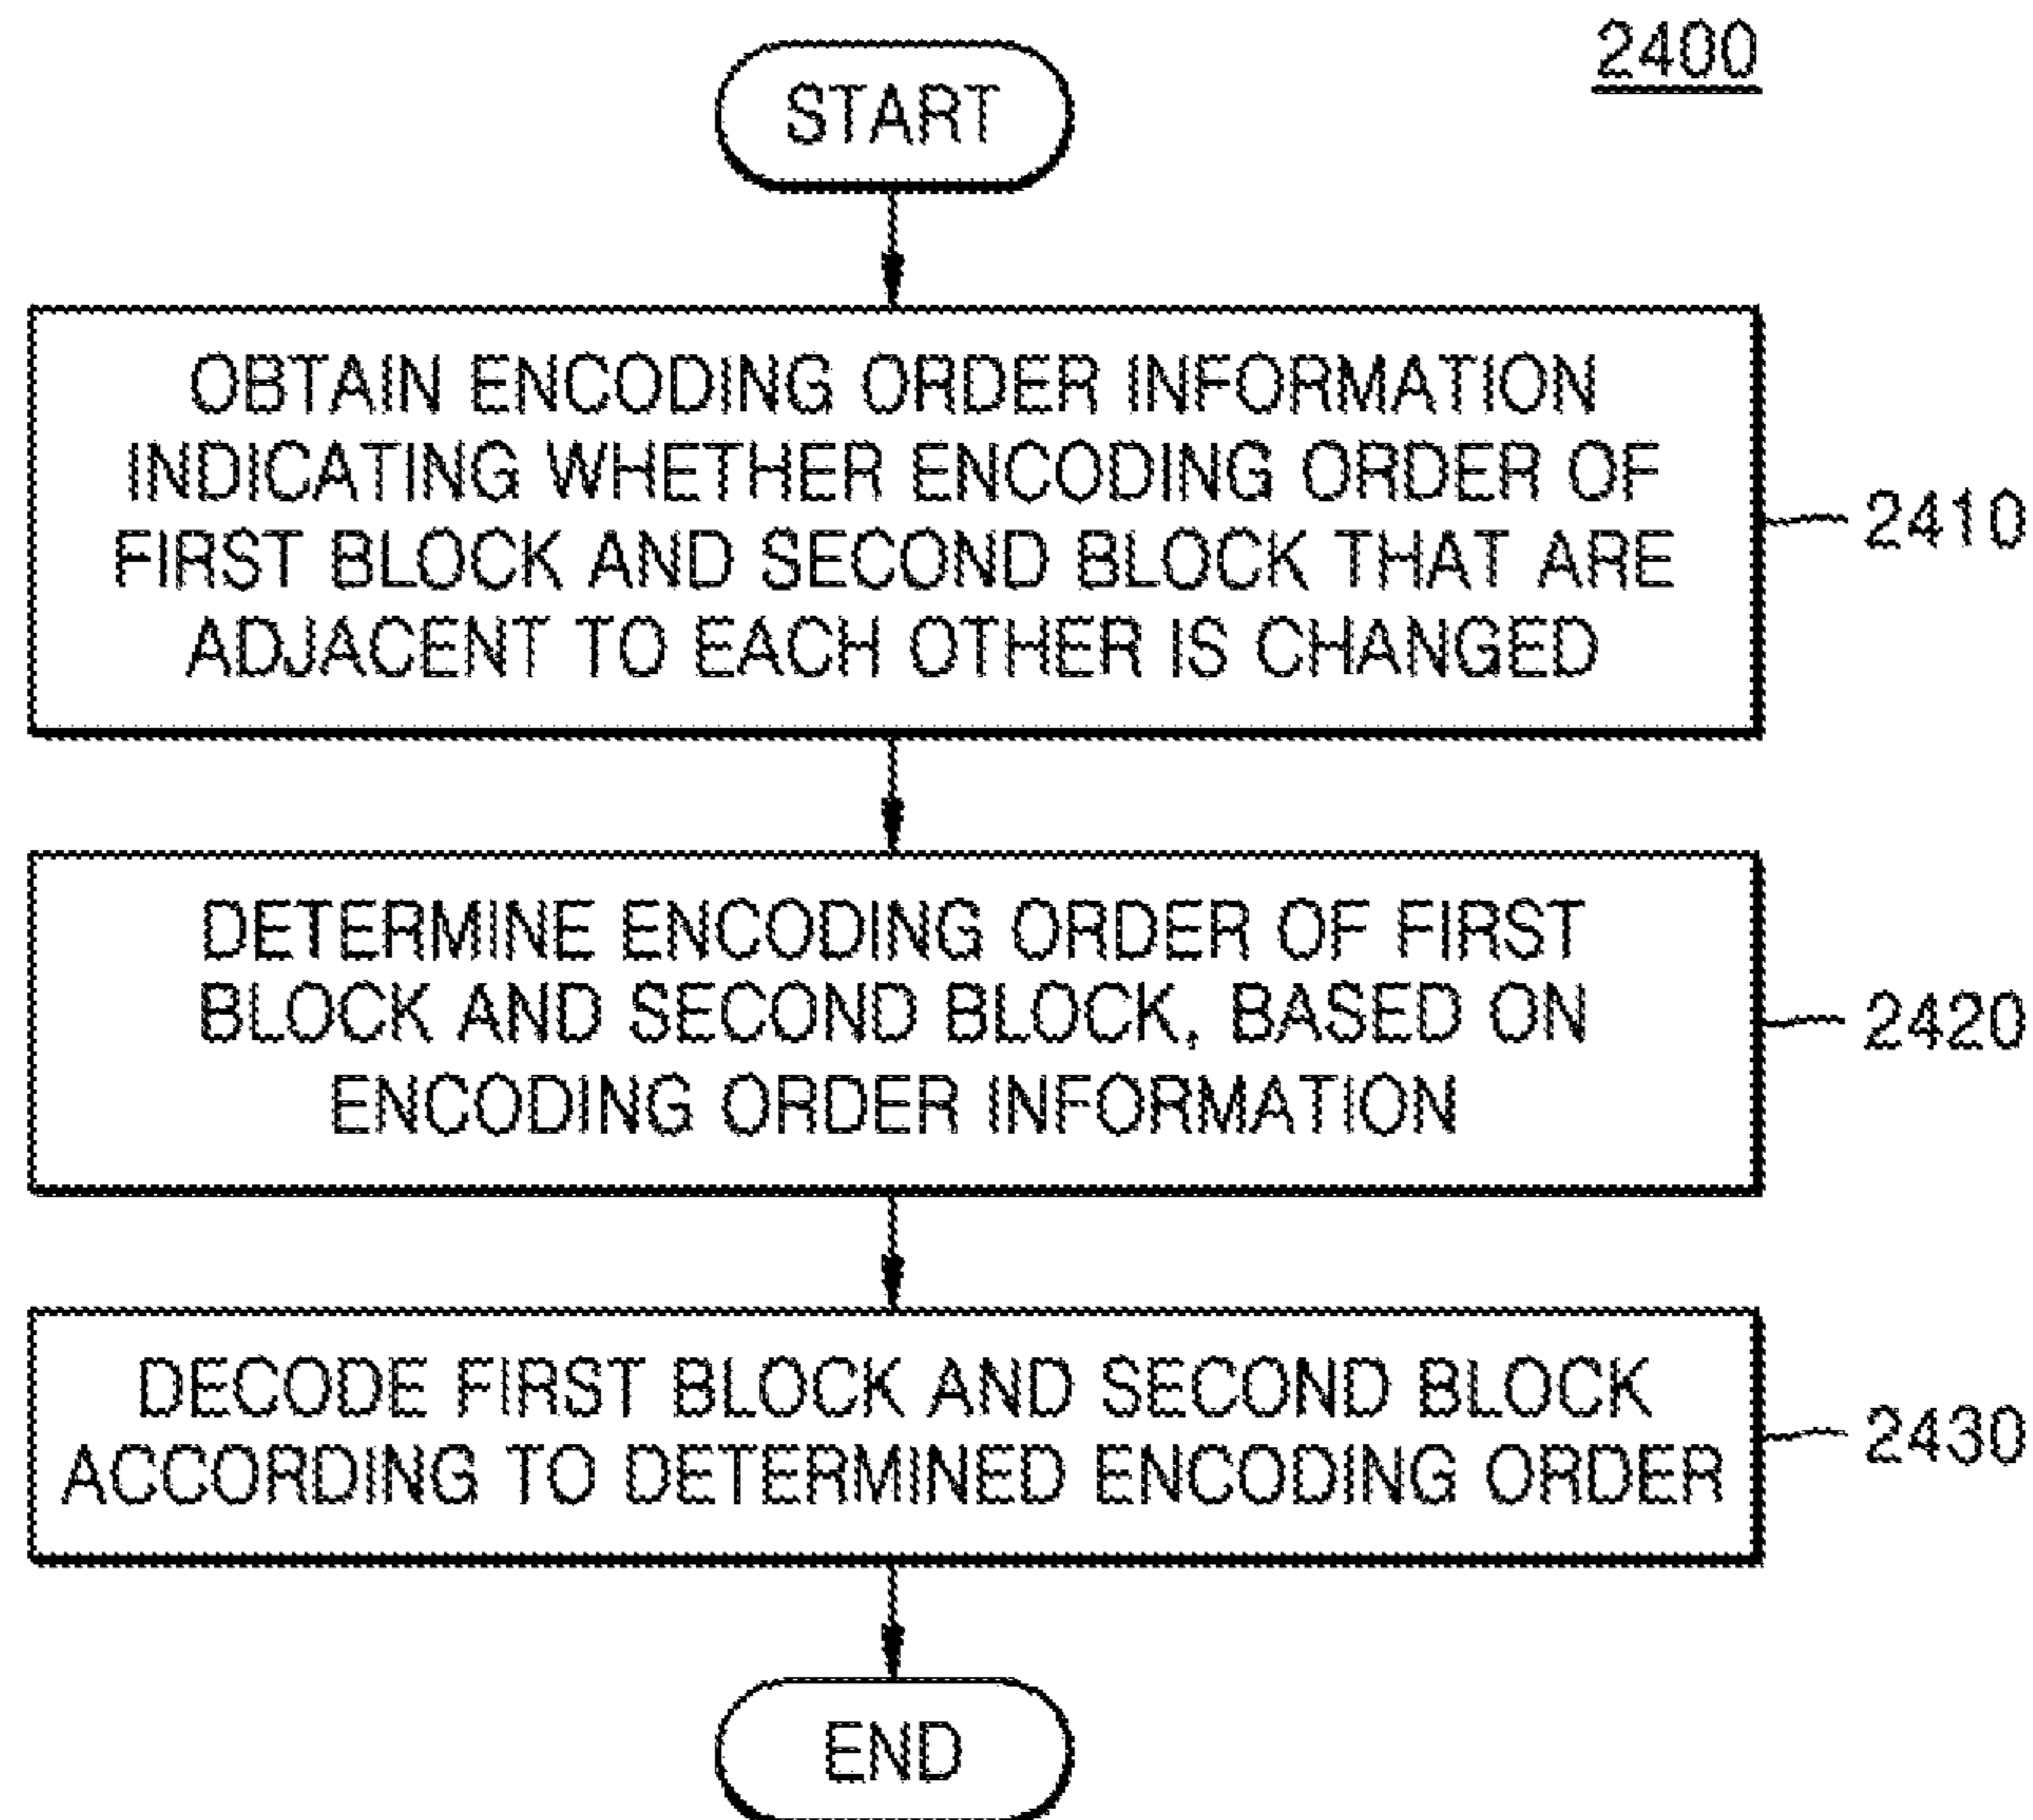 2400
START
OBTAIN ENCODING ORDER INFORMATION
INDICATING WHETHER ENCODING ORDER OF
FIRST BLOCK AND SECOND BLOCK THAT ARE
ADJACENT TO EACH OTHER IS CHANGED
2410
DETERMINE ENCODING ORDER OF FIRST
BLOCK AND SECOND BLOCK, BASED ON
ENCODING ORDER INFORMATION
2420
DECODE FIRST BLOCK AND SECOND BLOCK
ACCORDING TO DETERMINED ENCODING ORDER
2430
END